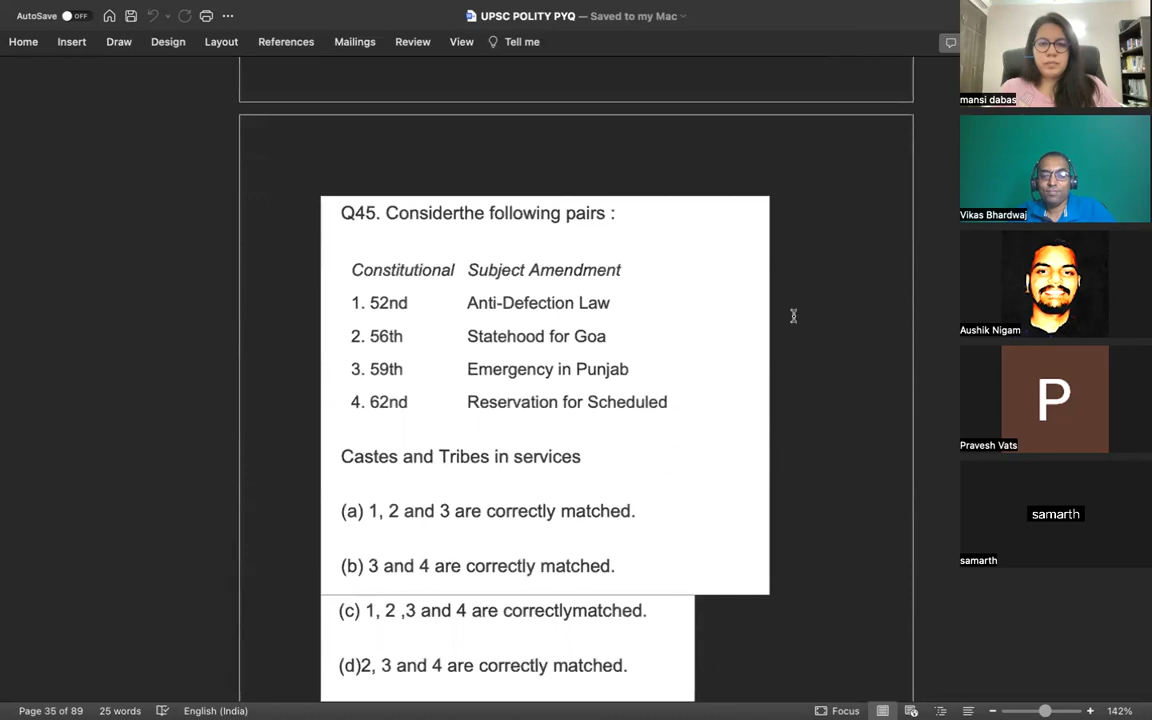 AutoSave OFF
UPSC POLITY PYQ — Saved to my Mac
Home Insert Draw Design Layout References Mailings Review View Tell me
Q45. Considerthe following pairs :
Constitutional Subject Amendment
1. 52nd Anti-Defection Law
2. 56th Statehood for Goa
3. 59th Emergency in Punjab
4. 62nd Reservation for Scheduled
Castes and Tribes in services
(a) 1, 2 and 3 are correctly matched.
(b) 3 and 4 are correctly matched.
(c) 1, 2 ,3 and 4 are correctlymatched.
(d)2, 3 and 4 are correctly matched.
mansi dabas
Vikas Bhardwaj
Aushik Nigam
P
Pravesh Vats
samarth
samarth
Page 35 of 89 25 words English (India) Focus 142%